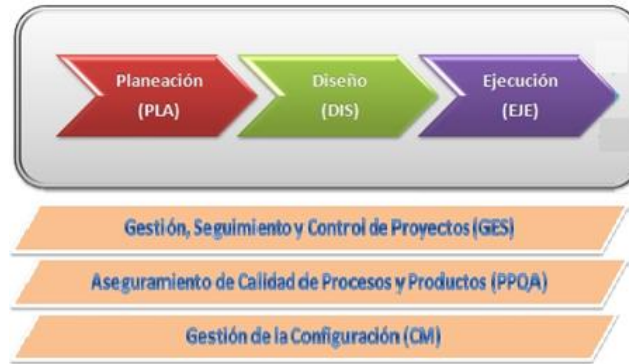 Planeación
(PLA)
Diseño
(DIS)
Ejecución
(EJE)
Gestión, Seguimiento y Control de Proyectos (GES)
Aseguramiento de Calidad de Procesos y Productos (PPQA)
Gestión de la Configuración (CM)